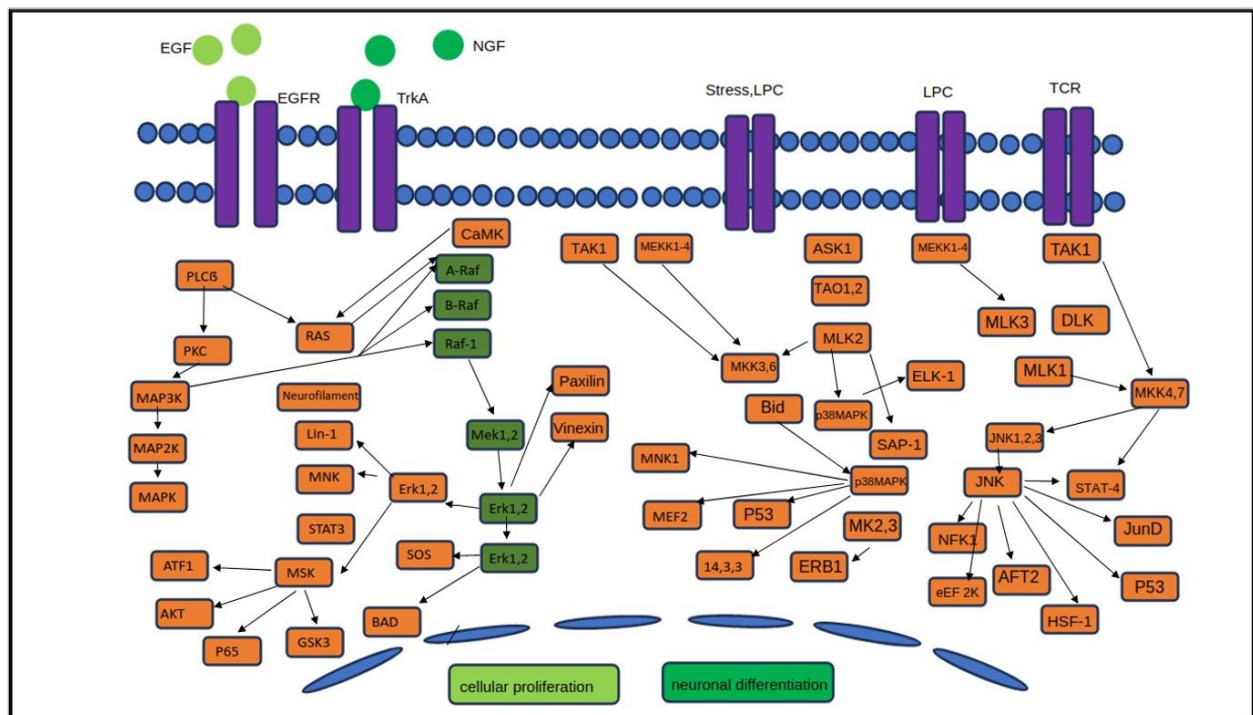 EGF
NGF
EGFR
TrkA
Stress,LPC
LPC
TCR
CaMK
TAK1
MEKK1-4
ASK1
MEKK1-4
TAK1
A-Raf
PLCß
TAO1,2
B-Raf
RAS
Raf-1
MLK2
MLK3
DLK
PKC
MKK3,6
MLK1
ELK-1
MAP3K
Neurofilament
Paxilin
Bid
p38MAPK
MKK4,7
Lin-1
Mek1,2
Vinexin
SAP-1
JNK1,2,3
MAP2K
MNK1
MNK
Erk1,2
p38MAPK
JNK
STAT-4
MAPK
Erk1,2
MEF2
P53
MK2,3
STAT3
NFK1
JunD
SOS
Erk1,2
ATF1
MSK
14,3,3
ERB1
AFT2
P53
eEF 2K
AKT
BAD
HSF-1
P65
GSK3
cellular proliferation
neuronal differentiation